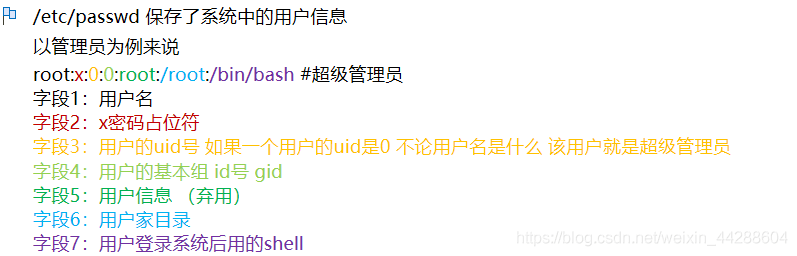 /etc/passwd 保存了系统中的用户信息
以管理员为例来说
root:x:0:0:root:/root:/bin/bash #超级管理员
字段1：用户名
字段2：x密码占位符
字段3：用户的uid号 如果一个用户的uid是0 不论用户名是什么 该用户就是超级管理员
字段4：用户的基本组 id号 gid
字段5：用户信息 （弃用）
字段6：用户家目录
字段7：用户登录系统后用的shell
https://blog.csdn.net/weixin_44288604